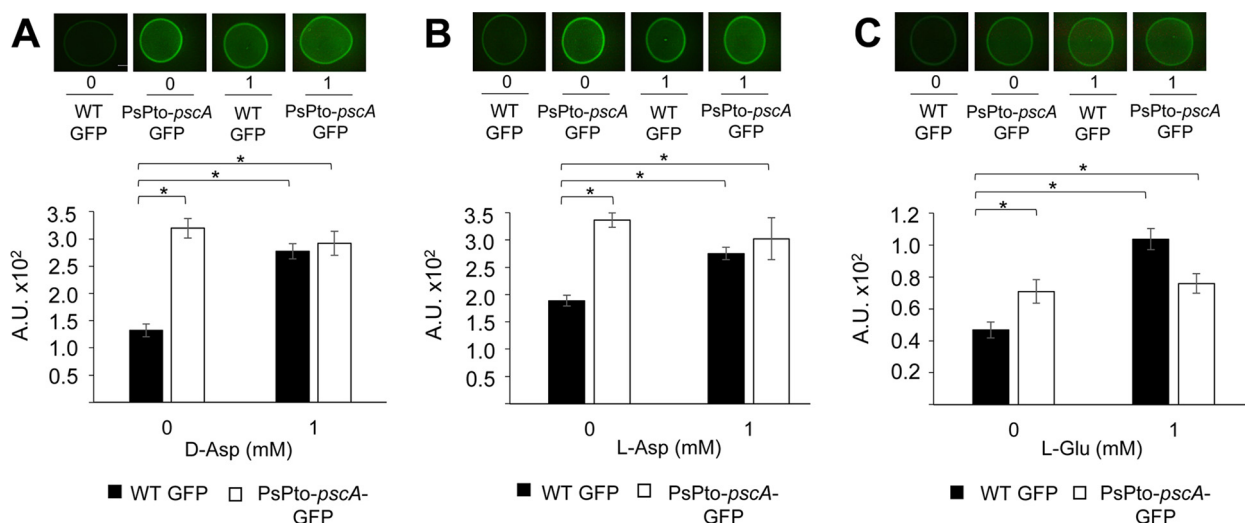 A
0
0
1
1
WT
GFP
PsPto-pscA
GFP
WT
GFP
PsPto-pscA
GFP
*
*
*
A.U. x10²
3.5
3.0
2.5
2.0
1.5
1.0
0.5
0
1
D-Asp (mM)
WT GFP
PsPto-pscA-
GFP
B
0
0
1
1
WT
GFP
PsPto-pscA
GFP
WT
GFP
PsPto-pscA
GFP
*
*
*
A.U. x10²
3.5
3.0
2.5
2.0
1.5
1.0
0.5
0
1
L-Asp (mM)
WT GFP
PsPto-pscA-
GFP
C
0
0
1
1
WT
GFP
PsPto-pscA
GFP
WT
GFP
PsPto-pscA
GFP
*
*
*
A.U. x10²
1.2
1.0
0.8
0.6
0.4
0.2
0
1
L-Glu (mM)
WT GFP
PsPto-pscA-
GFP